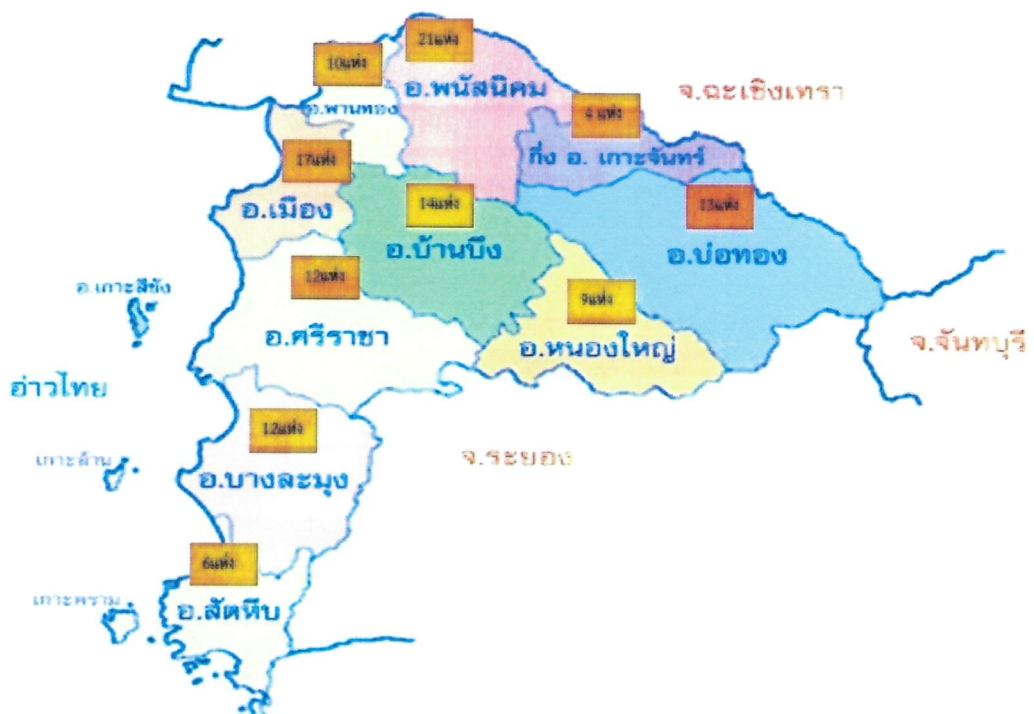 21แห่ง
10แห่ง
อ.พนัสนิคม
จ.ฉะเชิงเทรา
อ.พานทอง
4 แห่ง
กิ่ง อ. เกาะจันทร์
17แห่ง
อ.เมือง
14แห่ง
13แห่ง
อ.บ้านบึง
อ.บ่อทอง
12แห่ง
อ.เกาะสีชัง
9แห่ง
อ.ศรีราชา
อ.หนองใหญ่
จ.จันทบุรี
อ่าวไทย
12แห่ง
เกาะล้าน
จ.ระยอง
อ.บางละมุง
6แห่ง
เกาะคราม
อ.สัตหีบ